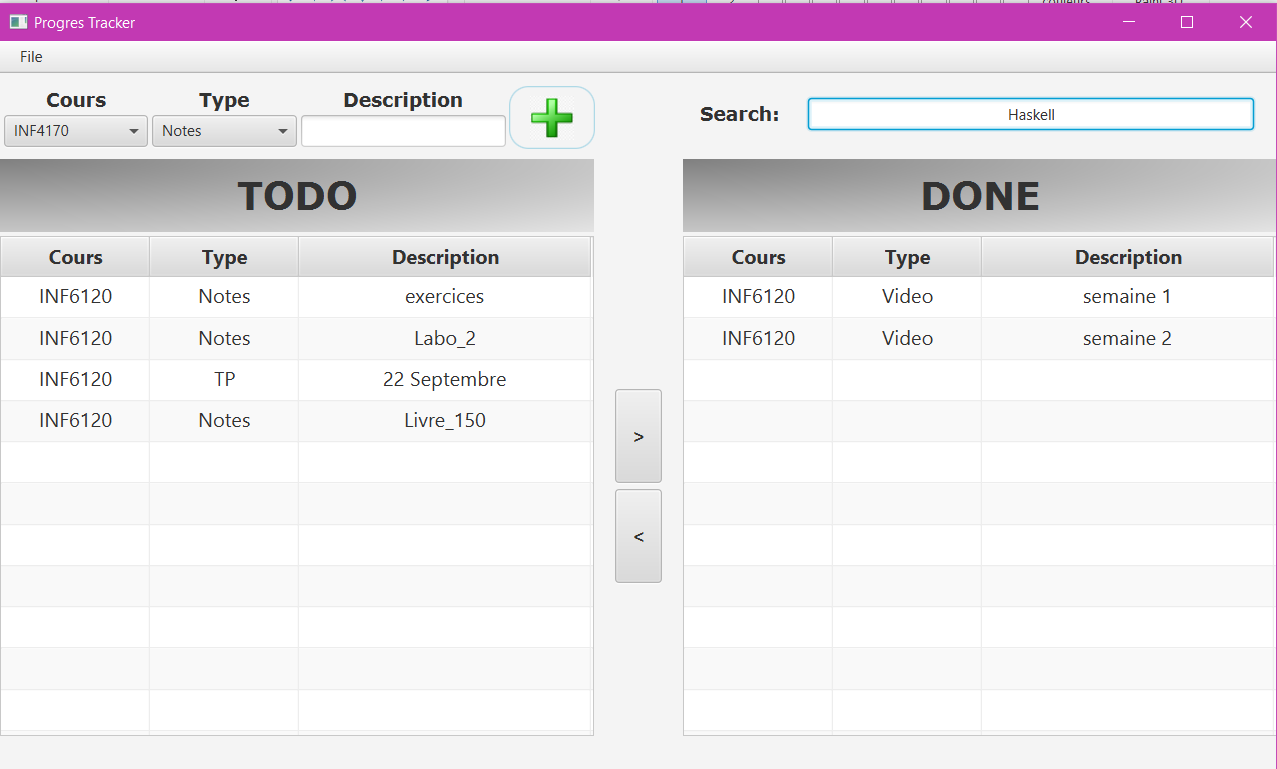 Progres Tracker
File
Cours Type Description
INF4170 Notes
Search: Haskell
TODO
Cours Type Description
INF6120 Notes exercices
INF6120 Notes Labo_2
INF6120 TP 22 Septembre
INF6120 Notes Livre_150
>
<
DONE
Cours Type Description
INF6120 Video semaine 1
INF6120 Video semaine 2